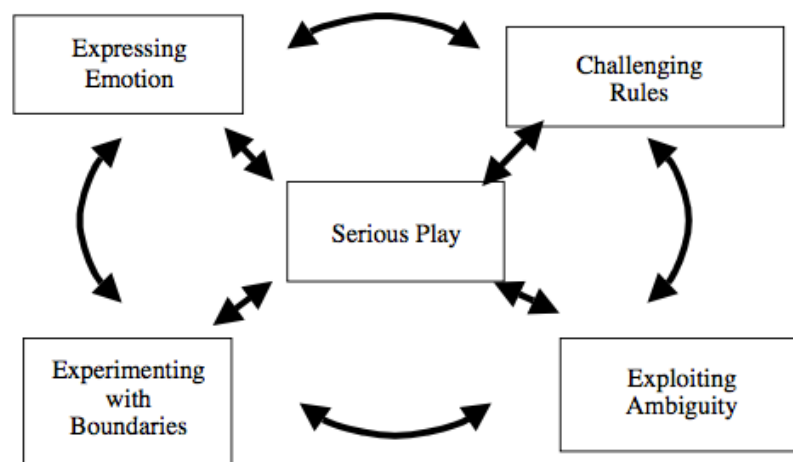 Expressing
Emotion
Challenging
Rules
Serious Play
Experimenting
with
Boundaries
Exploiting
Ambiguity